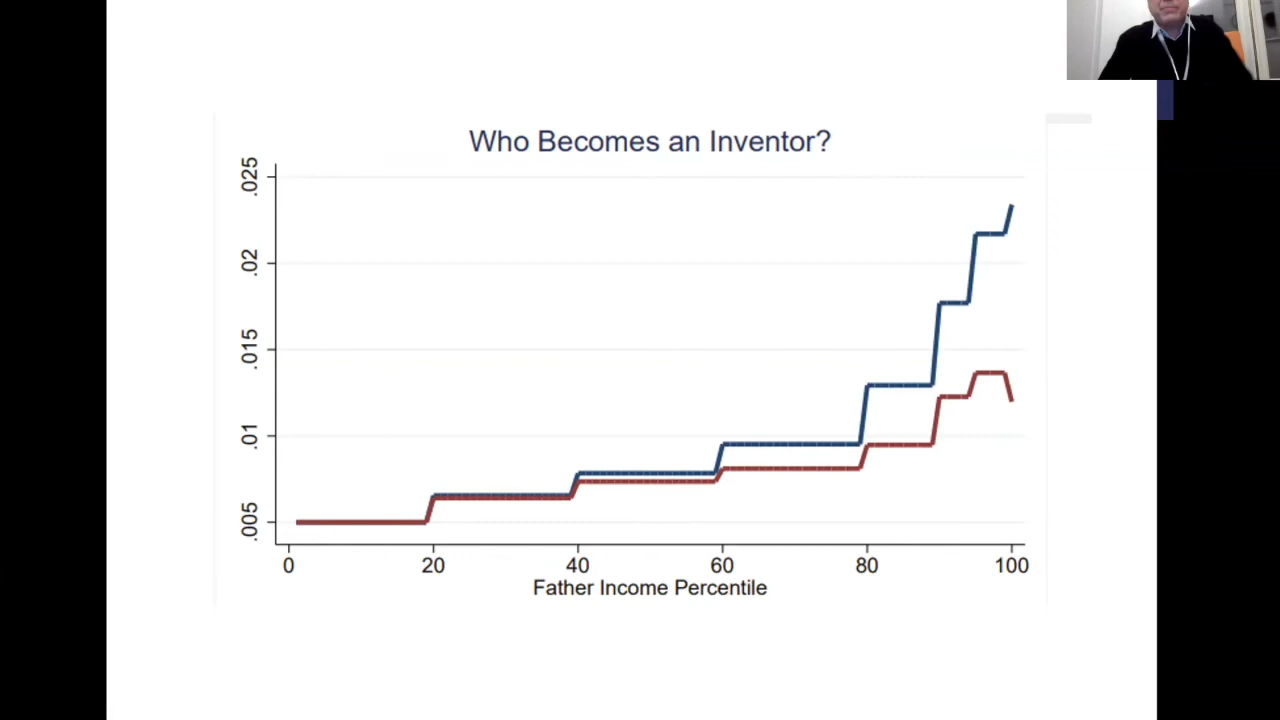 Who Becomes an Inventor?
.025
.02
.015
.01
.005
0 20 40 60 80 100
Father Income Percentile